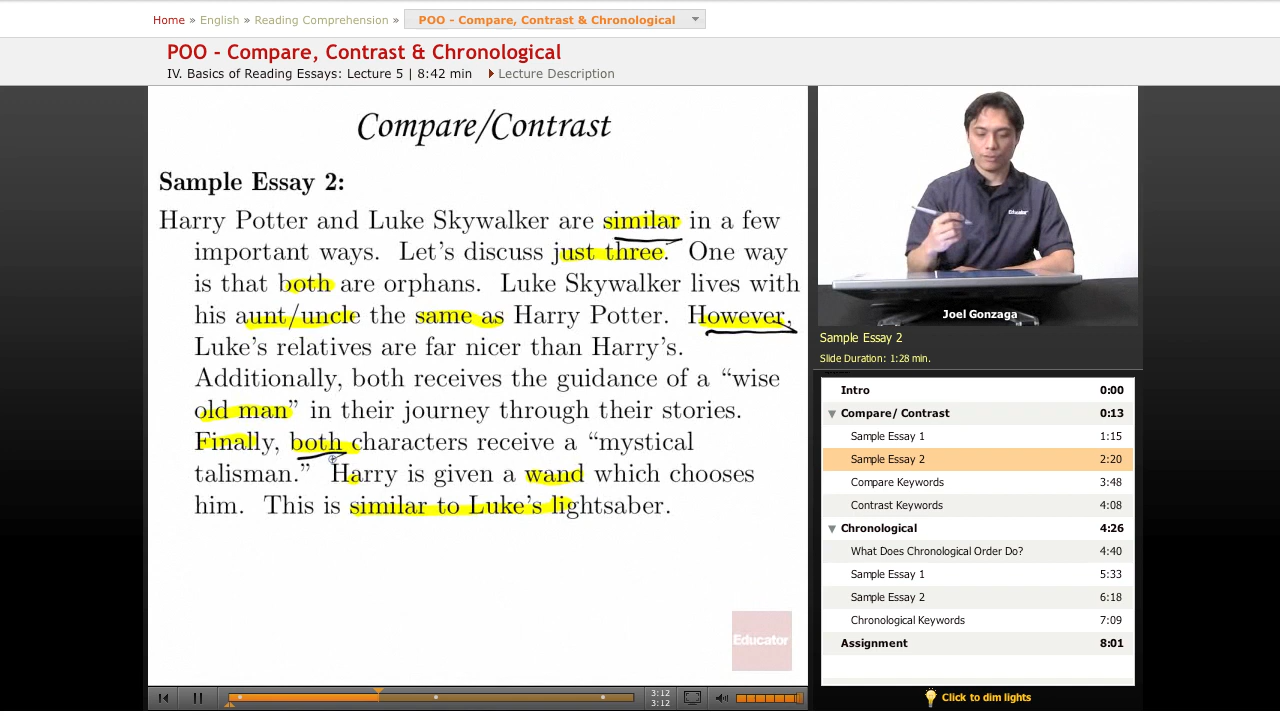 Home » English » Reading Comprehension » POO - Compare, Contrast & Chronological
POO - Compare, Contrast & Chronological
IV. Basics of Reading Essays: Lecture 5 | 8:42 min Lecture Description
Compare/Contrast
Sample Essay 2:
Harry Potter and Luke Skywalker are similar in a few
important ways. Let's discuss just three. One way
is that both are orphans. Luke Skywalker lives with
his aunt/uncle the same as Harry Potter. However,
Luke's relatives are far nicer than Harry's.
Additionally, both receives the guidance of a “wise
old man” in their journey through their stories.
Finally, both characters receive a “mystical
talisman.” Harry is given a wand which chooses
him. This is similar to Luke's lightsaber.
Educator
3:12
3:12
Educator
Joel Gonzaga
Sample Essay 2
Slide Duration: 1:28 min.
Intro 0:00
Compare/ Contrast 0:13
Sample Essay 1 1:15
Sample Essay 2 2:20
Compare Keywords 3:48
Contrast Keywords 4:08
Chronological 4:26
What Does Chronological Order Do? 4:40
Sample Essay 1 5:33
Sample Essay 2 6:18
Chronological Keywords 7:09
Assignment 8:01
Click to dim lights